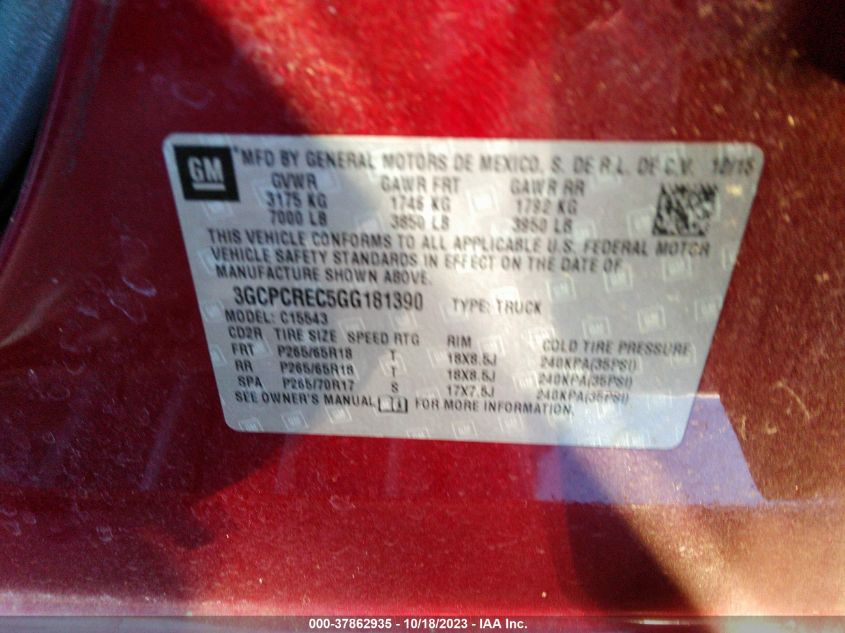 GM
*MFD BY GENERAL MOTORS DE MEXICO, S. DE R.L. DE C.V. 12/15
GVWR GAWR FRT GAWR RR
3175 KG 1746 KG 1792 KG
7000 LB 3850 LB 3950 LB
THIS VEHICLE CONFORMS TO ALL APPLICABLE U.S. FEDERAL MOTOR
VEHICLE SAFETY STANDARDS IN EFFECT ON THE DATE OF
MANUFACTURE SHOWN ABOVE.
3GCPCREC5GG181390 TYPE: TRUCK
MODEL: C15543
CD2R TIRE SIZE SPEED RTG RIM COLD TIRE PRESSURE
FRT P265/65R18 T 18X8.5J 240KPA(35PSI)
RR P265/65R18 T 18X8.5J 240KPA(35PSI)
SPA P265/70R17 S 17X7.5J 240KPA(35PSI)
SEE OWNER'S MANUAL FOR MORE INFORMATION.
000-37862935 - 10/18/2023 - IAA Inc.